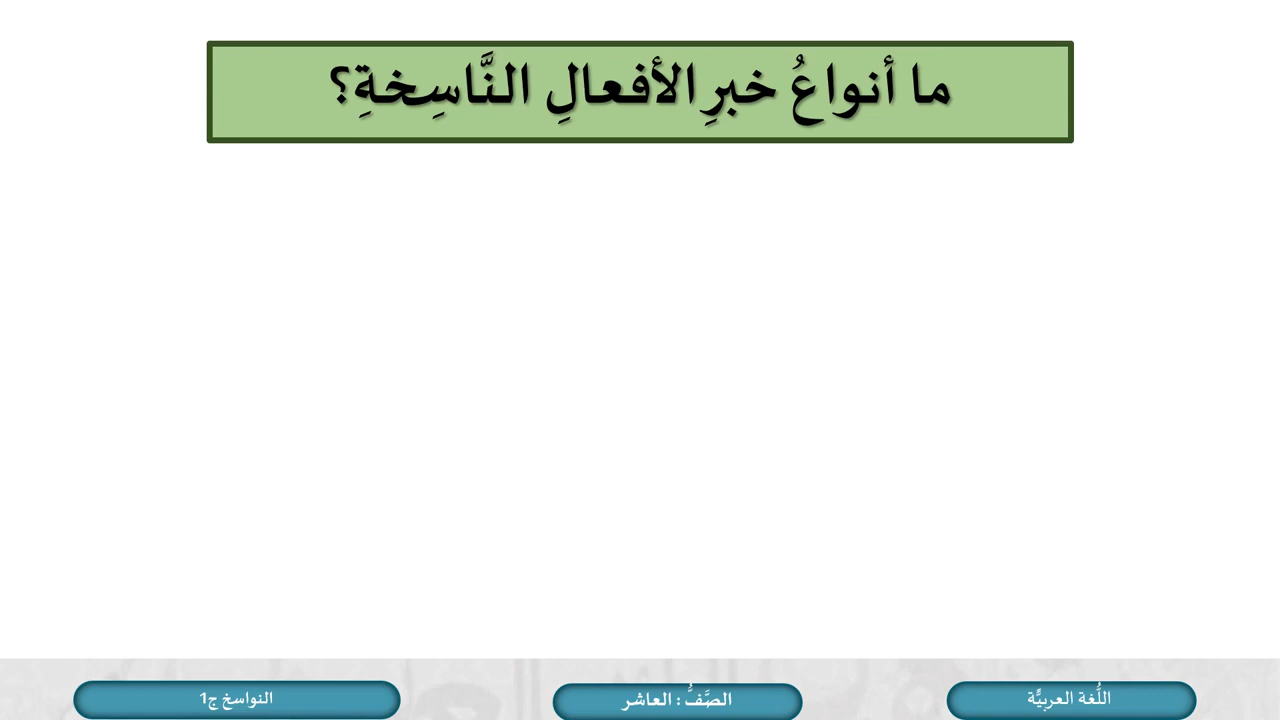 ما أنواعُ خبرِ الأفعالِ النَّاسِخةِ؟
اللُّغة العربيَّة
الصَّفُّ : العاشر
النواسخ ج1